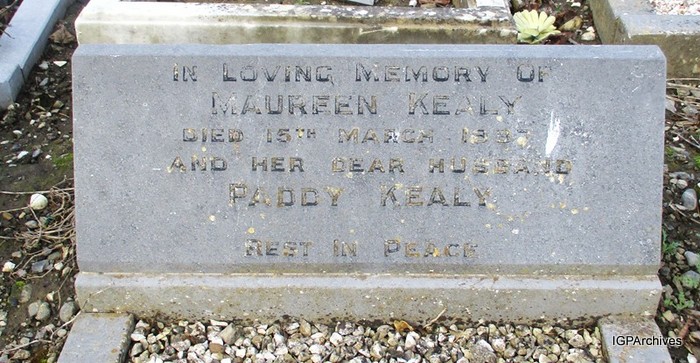 In Loving Memory Of
Maureen Kealy
Died 15th March
And Her Dear Husband
Paddy Kealy
Rest In Peace
IGPArchives